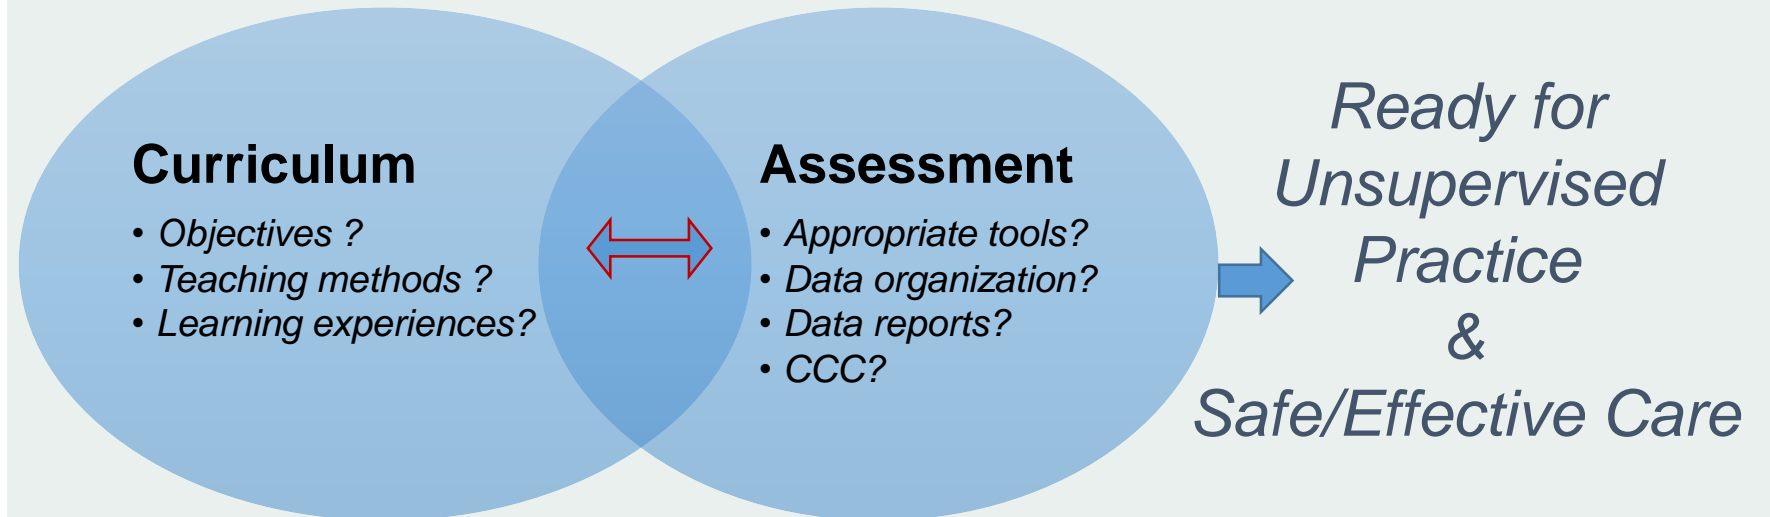 Curriculum
• Objectives ?
• Teaching methods ?
• Learning experiences?
Assessment
• Appropriate tools?
• Data organization?
• Data reports?
• CCC?
Ready for
Unsupervised
Practice
&
Safe/Effective Care